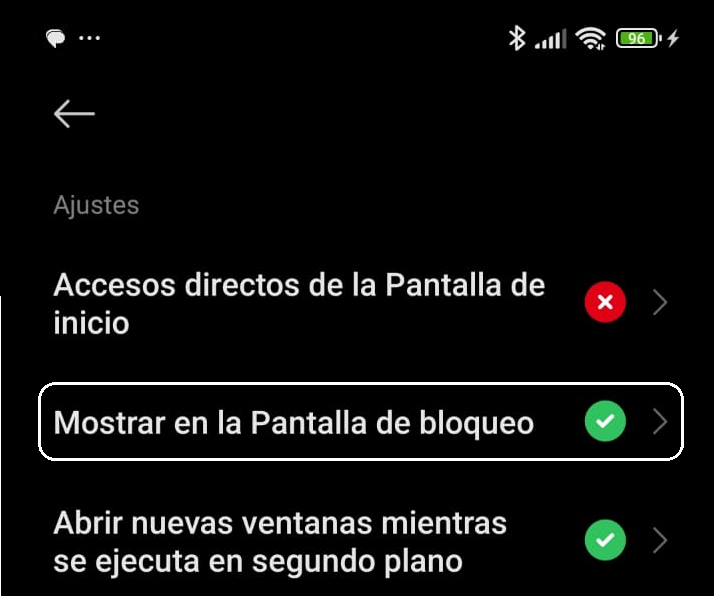 96
Ajustes
Accesos directos de la Pantalla de
inicio
Mostrar en la Pantalla de bloqueo
Abrir nuevas ventanas mientras
se ejecuta en segundo plano